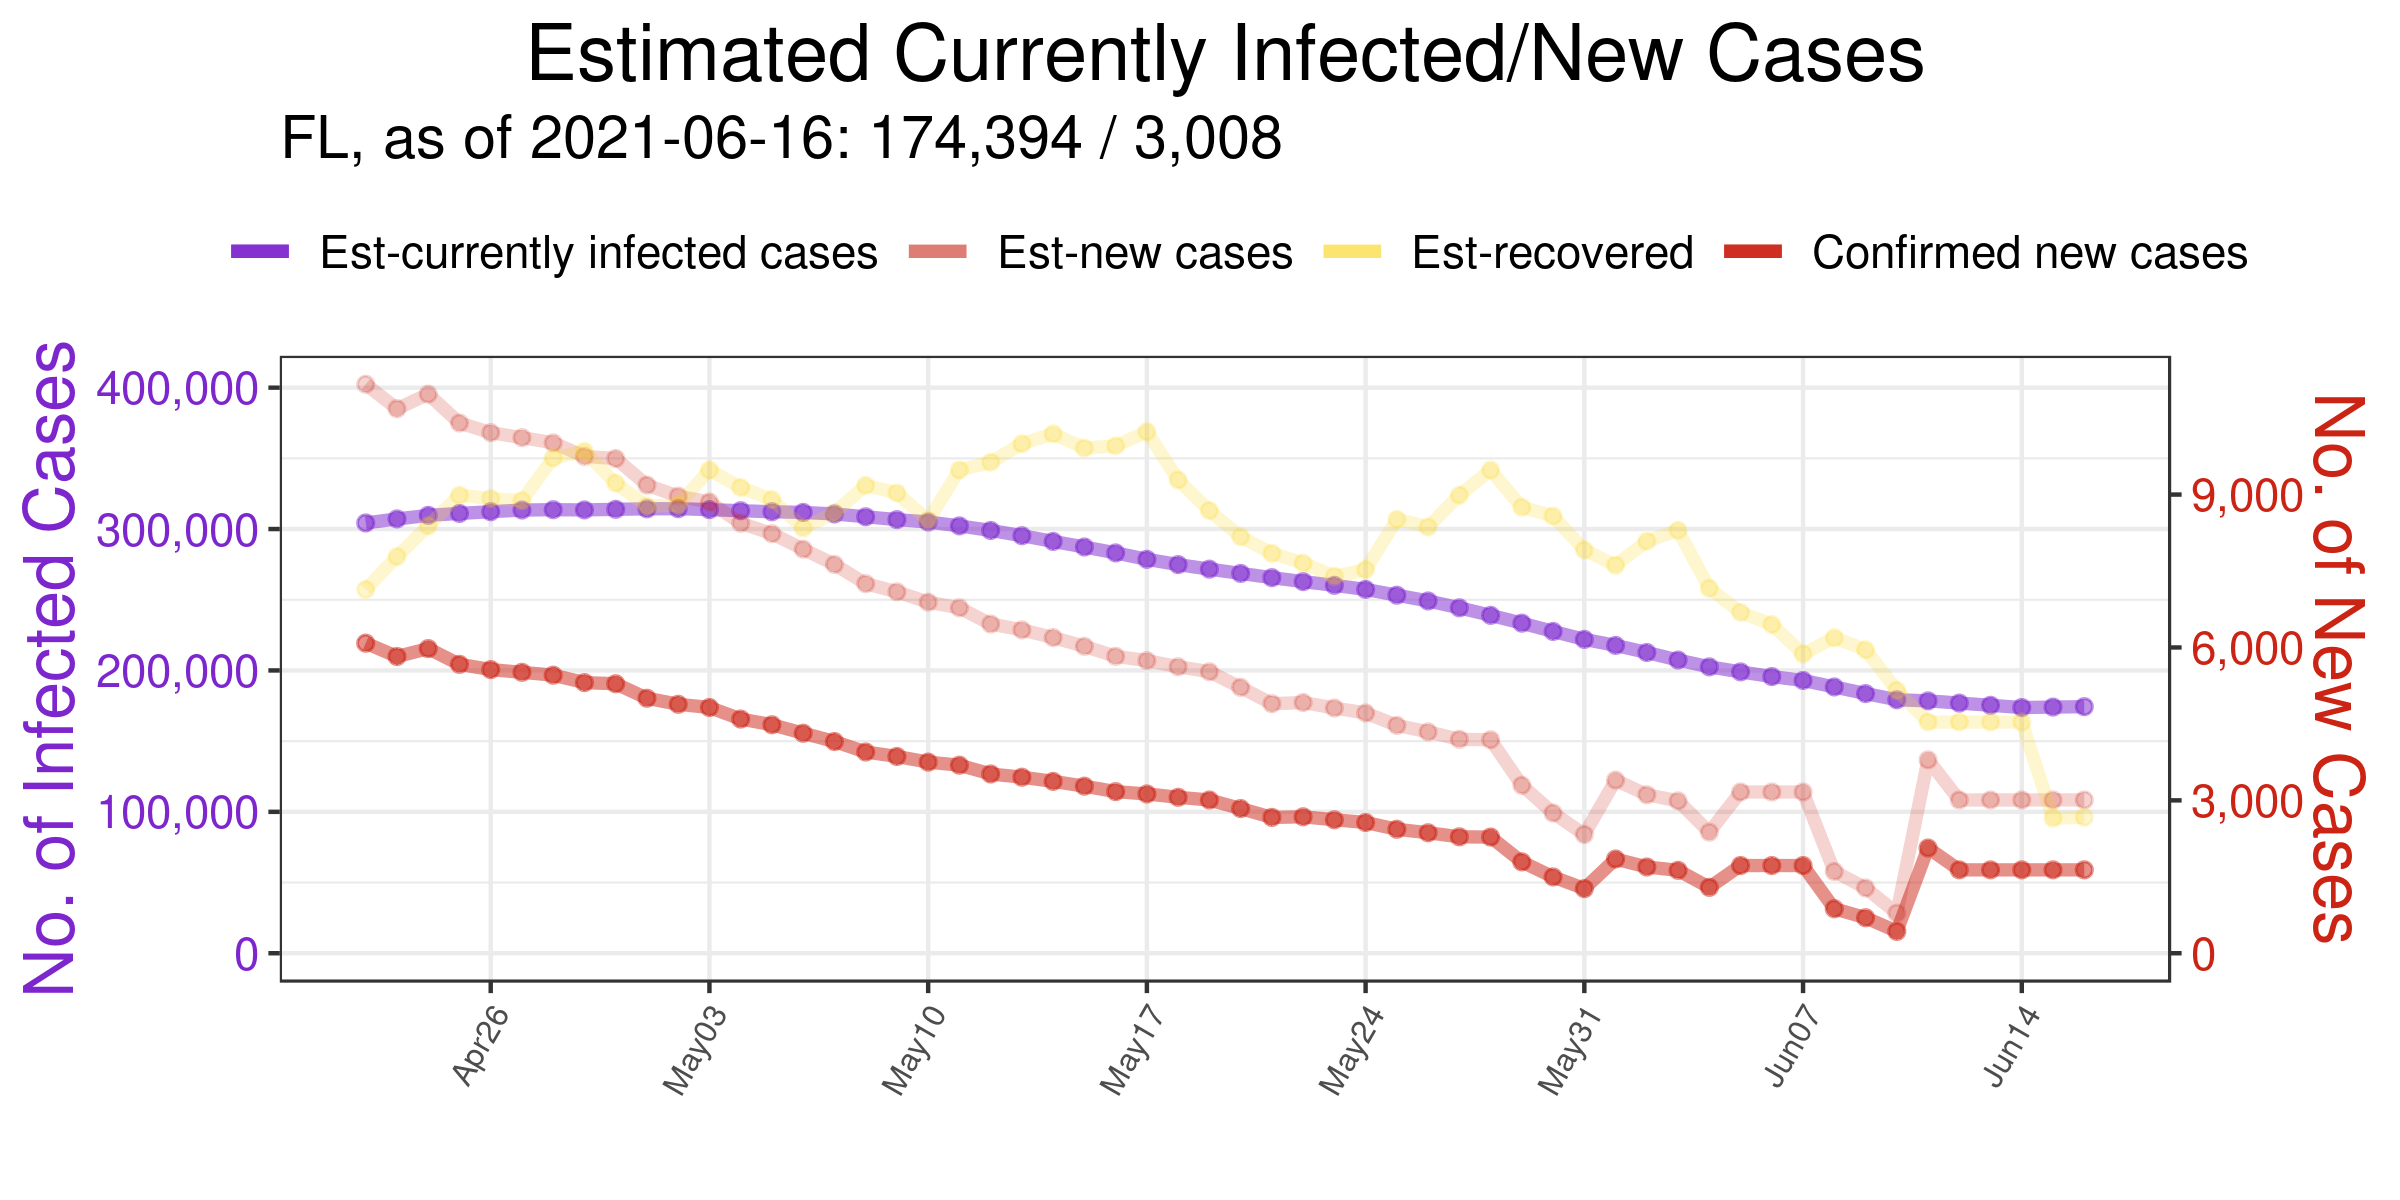 Estimated Currently Infected/New Cases
FL, as of 2021-06-16: 174,394 / 3,008
Est-currently infected cases Est-new cases Est-recovered Confirmed new cases
No. of Infected Cases
400,000
300,000
200,000
100,000
0
9,000
6,000
3,000
0
No. of New Cases
Apr26 May03 May10 May17 May24 May31 Jun07 Jun14